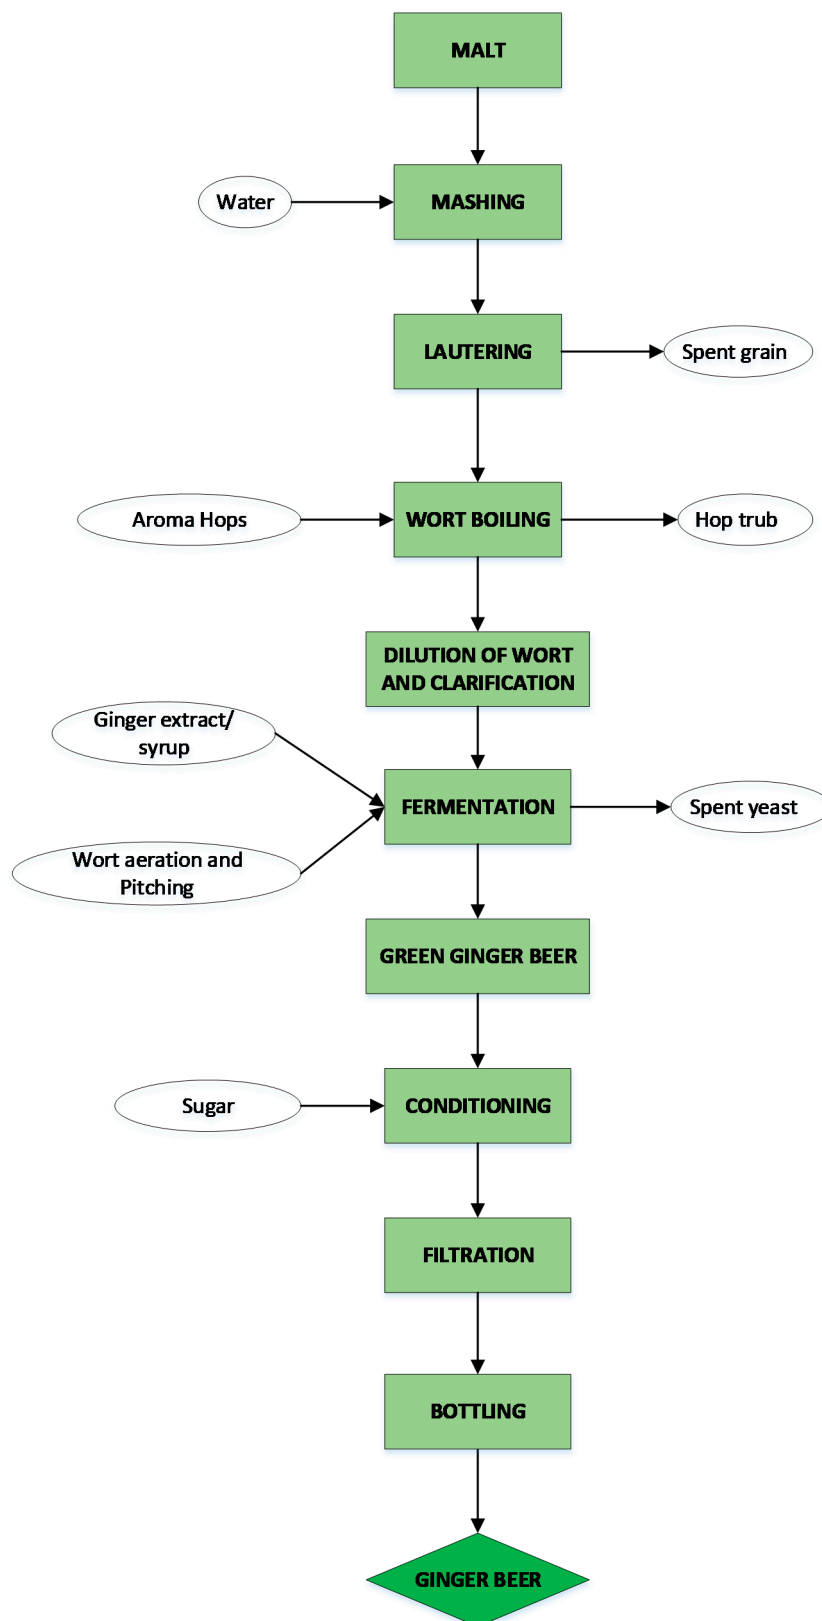 MALT
Water
MASHING
LAUTERING
Spent grain
Aroma Hops
WORT BOILING
Hop trub
DILUTION OF WORT
AND CLARIFICATION
Ginger extract/
syrup
FERMENTATION
Spent yeast
Wort aeration and
Pitching
GREEN GINGER BEER
Sugar
CONDITIONING
FILTRATION
BOTTLING
GINGER BEER